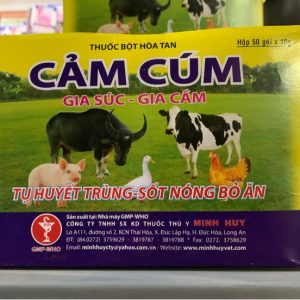 THUỐC BỘT HÒA TAN
Hộp 50 gói x 10g
CẢM CÚM
GIA SÚC - GIA CẦM
TỤ HUYẾT TRÙNG-SỐT NÓNG BỎ ĂN
Sản xuất tại: Nhà máy GMP-WHO
CÔNG TY TNHH SX KD THUỐC THÚ Y MINH HUY
Lô A111, đường số 2, KCN Thái Hòa, X. Đức Lập Hạ, H. Đức Hòa, Long An
ĐT: (84.0272) 3759629 - 3819787 - 3819788 * Fax: 0272. 3758629
Email: minhhuycty@yahoo.com.vn - Website: www.minhhuyvet.com
GMP-WHO